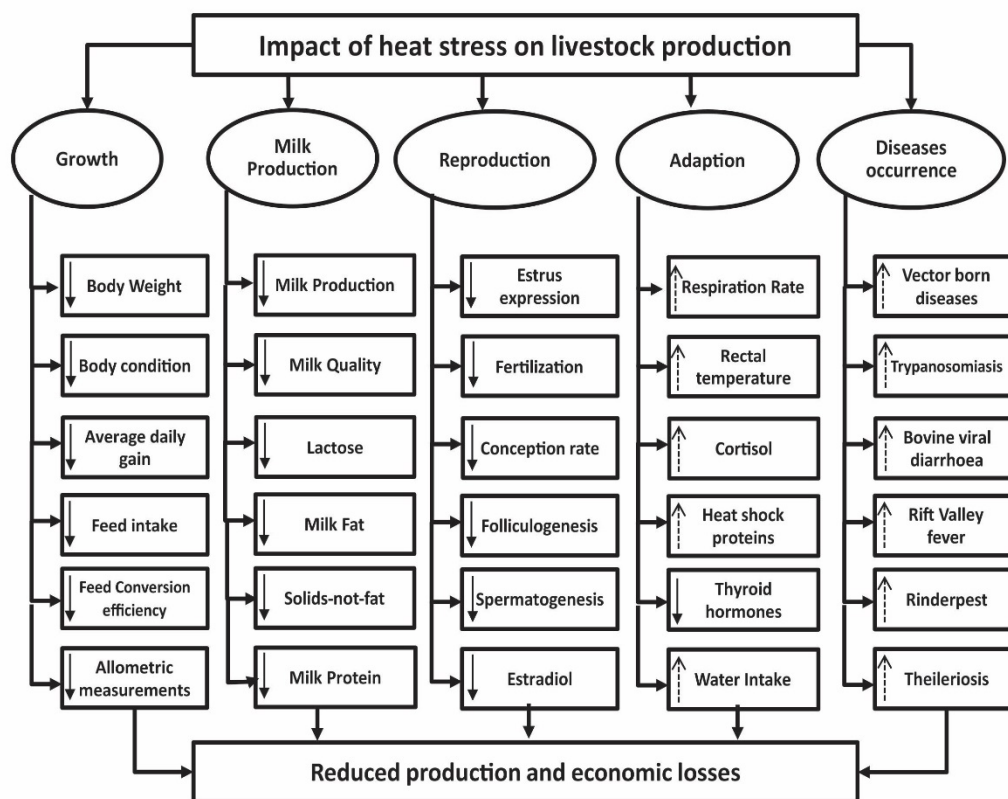 Impact of heat stress on livestock production
Growth
Milk
Production
Reproduction
Adaption
Diseases
occurrence
Body Weight
Body condition
Average daily
gain
Feed intake
Feed Conversion
efficiency
Allometric
measurements
Milk Production
Milk Quality
Lactose
Milk Fat
Solids-not-fat
Milk Protein
Estrus
expression
Fertilization
Conception rate
Folliculogenesis
Spermatogenesis
Estradiol
Respiration Rate
Rectal
temperature
Cortisol
Heat shock
proteins
Thyroid
hormones
Water Intake
Vector born
diseases
Trypanosomiasis
Bovine viral
diarrhoea
Rift Valley
fever
Rinderpest
Theileriosis
Reduced production and economic losses